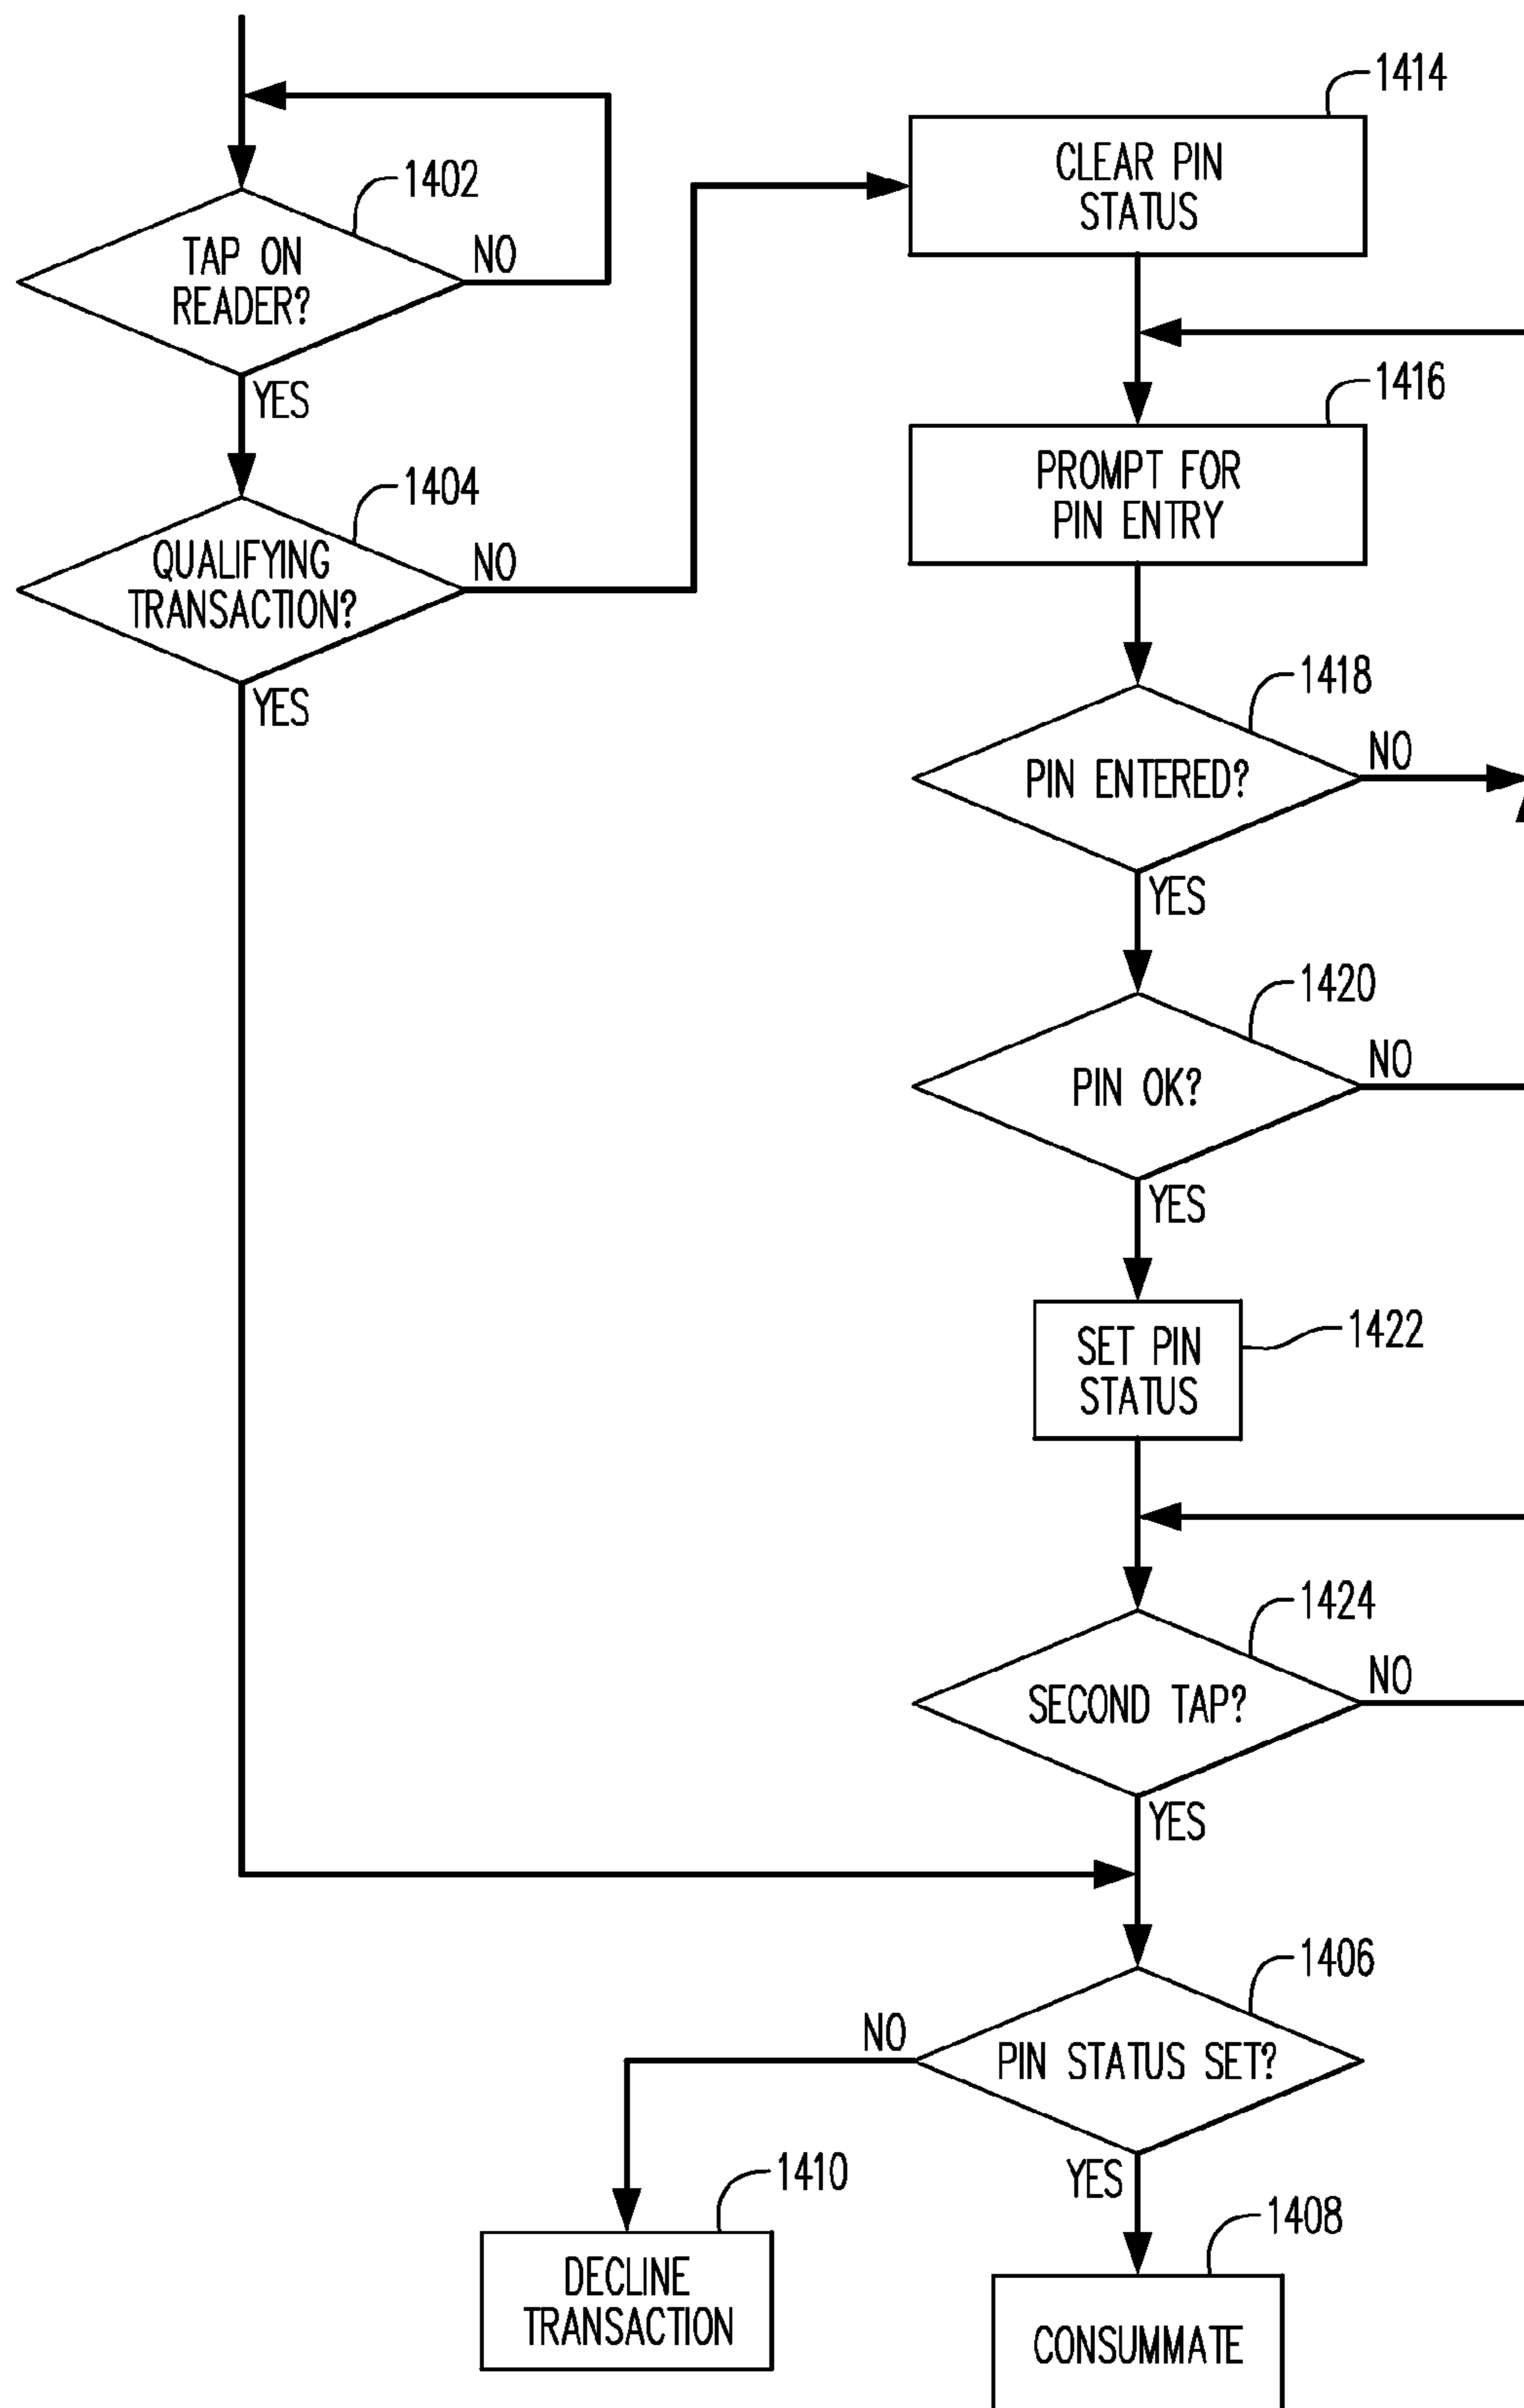 1402
TAP ON
READER?
NO
YES
1404
QUALIFYING
TRANSACTION?
NO
YES
1414
CLEAR PIN
STATUS
1416
PROMPT FOR
PIN ENTRY
1418
PIN ENTERED?
NO
YES
1420
PIN OK?
NO
YES
1422
SET PIN
STATUS
1424
SECOND TAP?
NO
YES
1406
PIN STATUS SET?
NO
YES
1410
DECLINE
TRANSACTION
1408
CONSUMMATE